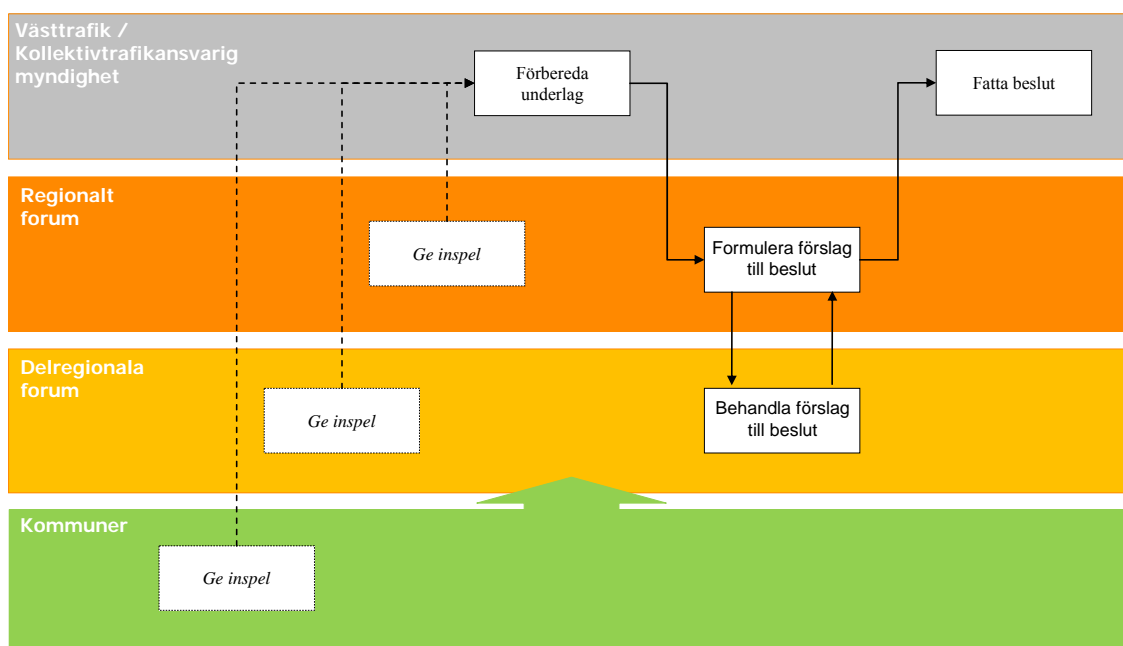 Västtrafik /
Kollektivtrafikansvarig
myndighet
Förbereda
underlag
Fatta beslut
Regionalt
forum
Ge inspel
Formulera förslag
till beslut
Delregionala
forum
Ge inspel
Behandla förslag
till beslut
Kommuner
Ge inspel